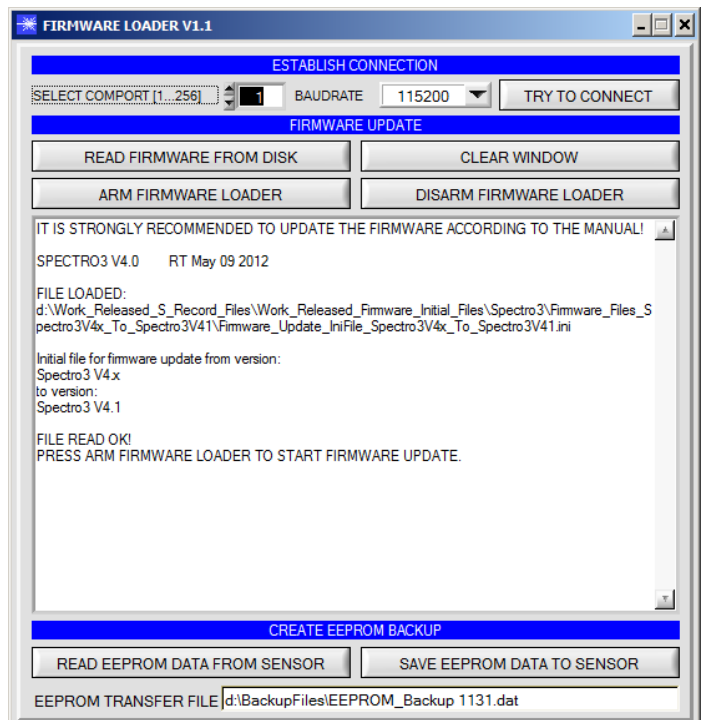 FIRMWARE LOADER V1.1
ESTABLISH CONNECTION
SELECT COMPORT [1...256] 1 BAUDRATE 115200 TRY TO CONNECT
FIRMWARE UPDATE
READ FIRMWARE FROM DISK CLEAR WINDOW
ARM FIRMWARE LOADER DISARM FIRMWARE LOADER
IT IS STRONGLY RECOMMENDED TO UPDATE THE FIRMWARE ACCORDING TO THE MANUAL!
SPECTRO3 V4.0 RT May 09 2012
FILE LOADED:
d:\Work_Released_S_Record_Files\Work_Released_Firmware_Initial_Files\Spectro3\Firmware_Files_S
pectro3V4x_To_Spectro3V41\Firmware_Update_IniFile_Spectro3V4x_To_Spectro3V41.ini
Initial file for firmware update from version:
Spectro3 V4.x
to version:
Spectro3 V4.1
FILE READ OK!
PRESS ARM FIRMWARE LOADER TO START FIRMWARE UPDATE.
CREATE EEPROM BACKUP
READ EEPROM DATA FROM SENSOR SAVE EEPROM DATA TO SENSOR
EEPROM TRANSFER FILE d:\BackupFiles\EEPROM_Backup 1131.dat